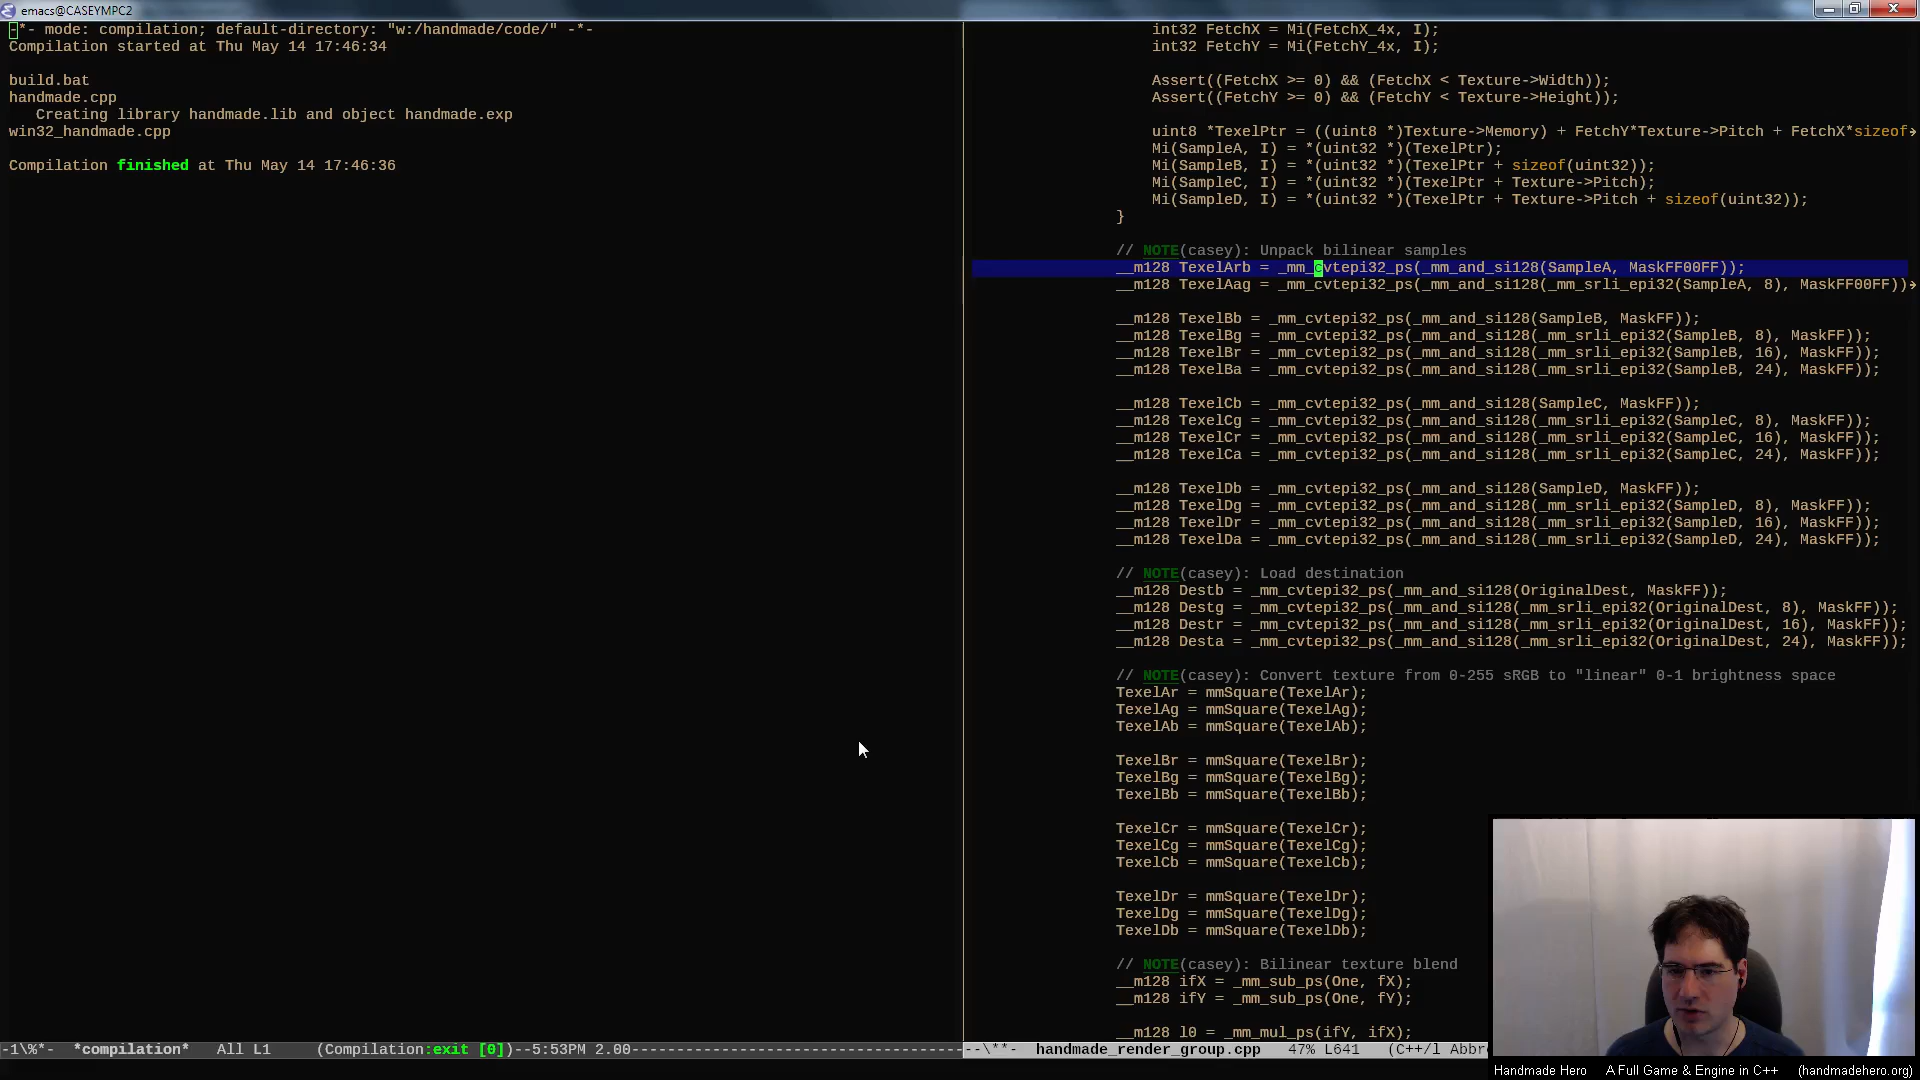 emacs@CASEYMPC2
-*- mode: compilation; default-directory: "w:/handmade/code/" -*-
Compilation started at Thu May 14 17:46:34
build.bat
handmade.cpp
Creating library handmade.lib and object handmade.exp
win32_handmade.cpp
Compilation finished at Thu May 14 17:46:36
-1\%*-  *compilation*   All L1     (Compilation:exit [0])--5:53PM 2.00
int32 FetchX = Mi(FetchX_4x, I);
int32 FetchY = Mi(FetchY_4x, I);
Assert((FetchX >= 0) && (FetchX < Texture->Width));
Assert((FetchY >= 0) && (FetchY < Texture->Height));
uint8 *TexelPtr = ((uint8 *)Texture->Memory) + FetchY*Texture->Pitch + FetchX*sizeof
Mi(SampleA, I) = *(uint32 *)(TexelPtr);
Mi(SampleB, I) = *(uint32 *)(TexelPtr + sizeof(uint32));
Mi(SampleC, I) = *(uint32 *)(TexelPtr + Texture->Pitch);
Mi(SampleD, I) = *(uint32 *)(TexelPtr + Texture->Pitch + sizeof(uint32));
}
// NOTE(casey): Unpack bilinear samples
__m128 TexelArb = _mm_cvtepi32_ps(_mm_and_si128(SampleA, MaskFF00FF));
__m128 TexelAag = _mm_cvtepi32_ps(_mm_and_si128(_mm_srli_epi32(SampleA, 8), MaskFF00FF))
__m128 TexelBb = _mm_cvtepi32_ps(_mm_and_si128(SampleB, MaskFF));
__m128 TexelBg = _mm_cvtepi32_ps(_mm_and_si128(_mm_srli_epi32(SampleB, 8), MaskFF));
__m128 TexelBr = _mm_cvtepi32_ps(_mm_and_si128(_mm_srli_epi32(SampleB, 16), MaskFF));
__m128 TexelBa = _mm_cvtepi32_ps(_mm_and_si128(_mm_srli_epi32(SampleB, 24), MaskFF));
__m128 TexelCb = _mm_cvtepi32_ps(_mm_and_si128(SampleC, MaskFF));
__m128 TexelCg = _mm_cvtepi32_ps(_mm_and_si128(_mm_srli_epi32(SampleC, 8), MaskFF));
__m128 TexelCr = _mm_cvtepi32_ps(_mm_and_si128(_mm_srli_epi32(SampleC, 16), MaskFF));
__m128 TexelCa = _mm_cvtepi32_ps(_mm_and_si128(_mm_srli_epi32(SampleC, 24), MaskFF));
__m128 TexelDb = _mm_cvtepi32_ps(_mm_and_si128(SampleD, MaskFF));
__m128 TexelDg = _mm_cvtepi32_ps(_mm_and_si128(_mm_srli_epi32(SampleD, 8), MaskFF));
__m128 TexelDr = _mm_cvtepi32_ps(_mm_and_si128(_mm_srli_epi32(SampleD, 16), MaskFF));
__m128 TexelDa = _mm_cvtepi32_ps(_mm_and_si128(_mm_srli_epi32(SampleD, 24), MaskFF));
// NOTE(casey): Load destination
__m128 Destb = _mm_cvtepi32_ps(_mm_and_si128(OriginalDest, MaskFF));
__m128 Destg = _mm_cvtepi32_ps(_mm_and_si128(_mm_srli_epi32(OriginalDest, 8), MaskFF));
__m128 Destr = _mm_cvtepi32_ps(_mm_and_si128(_mm_srli_epi32(OriginalDest, 16), MaskFF));
__m128 Desta = _mm_cvtepi32_ps(_mm_and_si128(_mm_srli_epi32(OriginalDest, 24), MaskFF));
// NOTE(casey): Convert texture from 0-255 sRGB to "linear" 0-1 brightness space
TexelAr = mmSquare(TexelAr);
TexelAg = mmSquare(TexelAg);
TexelAb = mmSquare(TexelAb);
TexelBr = mmSquare(TexelBr);
TexelBg = mmSquare(TexelBg);
TexelBb = mmSquare(TexelBb);
TexelCr = mmSquare(TexelCr);
TexelCg = mmSquare(TexelCg);
TexelCb = mmSquare(TexelCb);
TexelDr = mmSquare(TexelDr);
TexelDg = mmSquare(TexelDg);
TexelDb = mmSquare(TexelDb);
// NOTE(casey): Bilinear texture blend
__m128 ifX = _mm_sub_ps(One, fX);
__m128 ifY = _mm_sub_ps(One, fY);
__m128 l0 = _mm_mul_ps(ifY, ifX);
--\**-  handmade_render_group.cpp   47% L641   (C++/l Abbre
Handmade Hero   A Full Game & Engine in C++   (handmadehero.org)